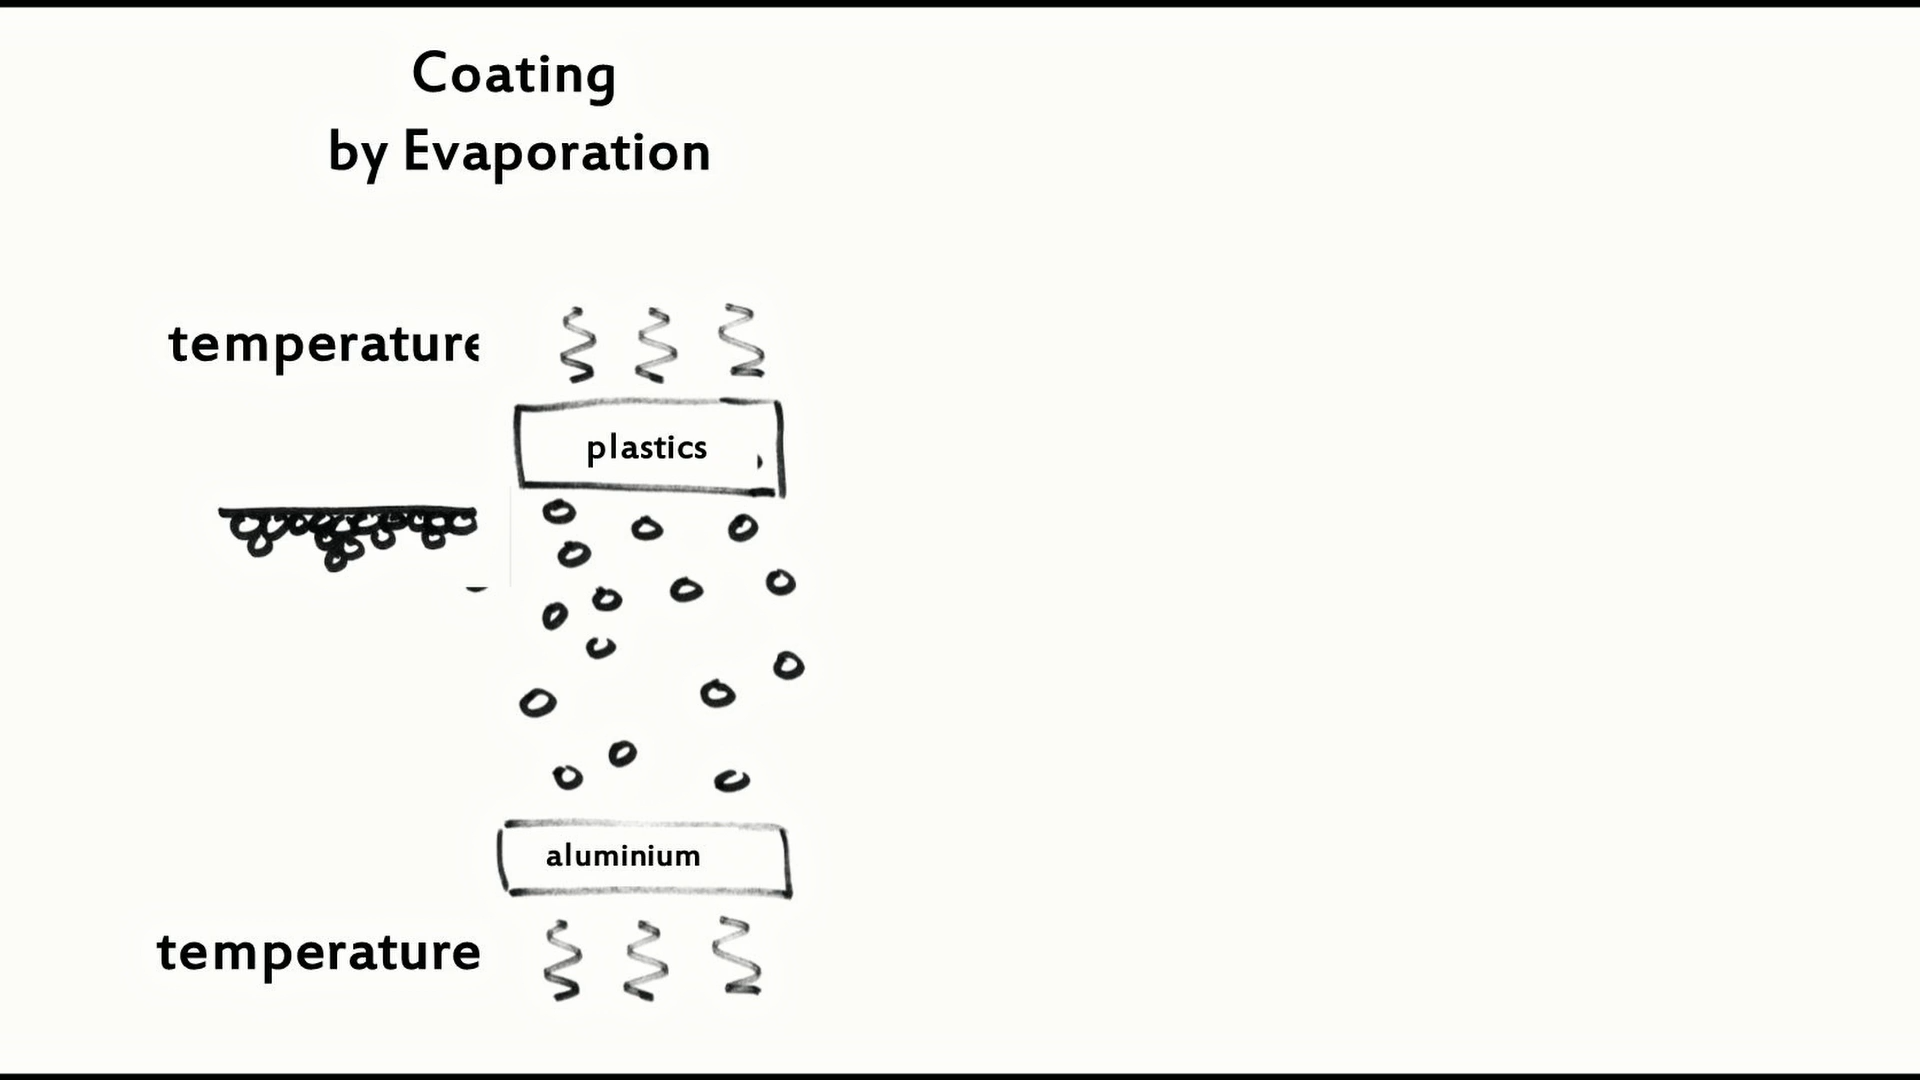 Coating
by Evaporation
temperature
plastics
aluminium
temperature